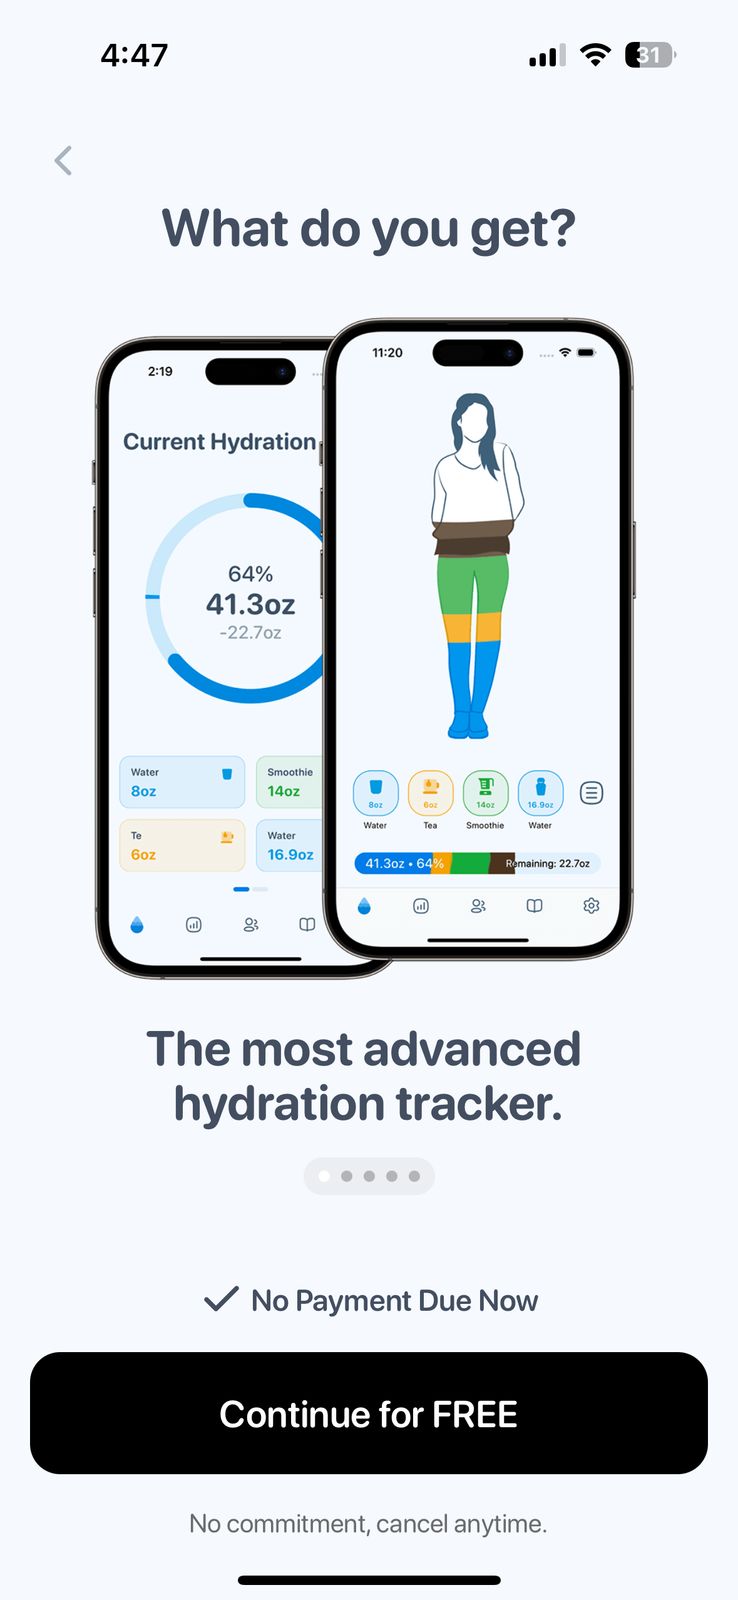 4:47
31
What do you get?
2:19
Current Hydration
64%
41.3oz
-22.7oz
Water
8oz
Smoothie
14oz
Te
6oz
Water
16.9oz
11:20
8oz
6oz
14oz
16.9oz
Water
Tea
Smoothie
Water
41.3oz • 64%
Remaining: 22.7oz
The most advanced
hydration tracker.
No Payment Due Now
Continue for FREE
No commitment, cancel anytime.